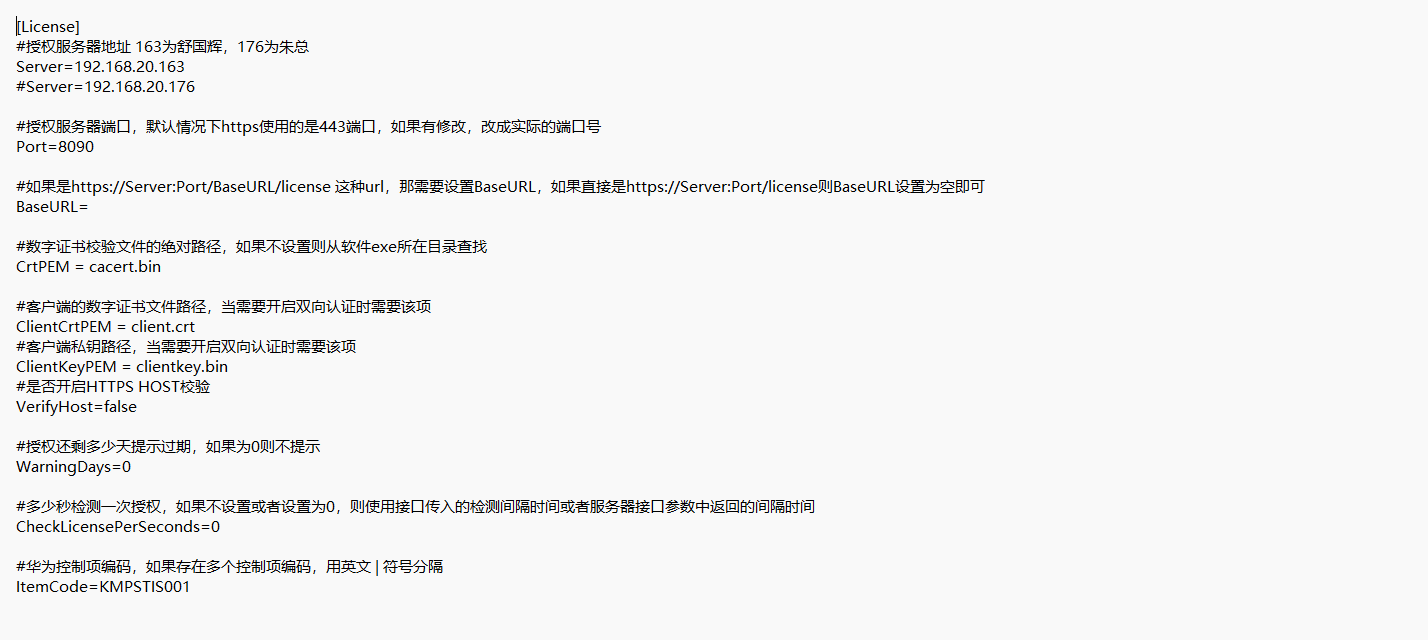 [License]
#授权服务器地址 163为舒国辉，176为朱总
Server=192.168.20.163
#Server=192.168.20.176
#授权服务器端口，默认情况下https使用的是443端口，如果有修改，改成实际的端口号
Port=8090
#如果是https://Server:Port/BaseURL/license 这种url，那需要设置BaseURL，如果直接是https://Server:Port/license则BaseURL设置为空即可
BaseURL=
#数字证书校验文件的绝对路径，如果不设置则从软件exe所在目录查找
CrtPEM = cacert.bin
#客户端的数字证书文件路径，当需要开启双向认证时需要该项
ClientCrtPEM = client.crt
#客户端私钥路径，当需要开启双向认证时需要该项
ClientKeyPEM = clientkey.bin
#是否开启HTTPS HOST校验
VerifyHost=false
#授权还剩多少天提示过期，如果为0则不提示
WarningDays=0
#多少秒检测一次授权，如果不设置或者设置为0，则使用接口传入的检测间隔时间或者服务器接口参数中返回的间隔时间
CheckLicensePerSeconds=0
#华为控制项编码，如果存在多个控制项编码，用英文 | 符号分隔
ItemCode=KMPSTIS001